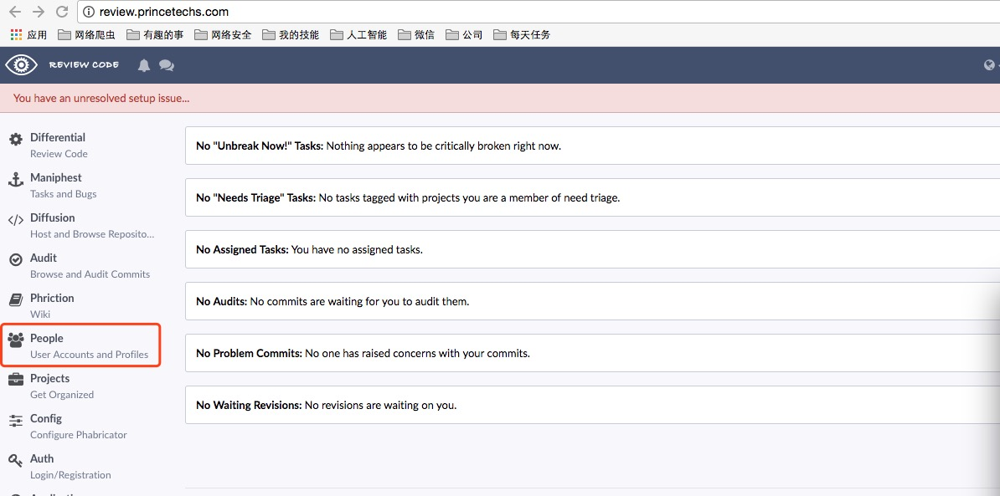 review.princetechs.com
应用 网络爬虫 有趣的事 网络安全 我的技能 人工智能 微信 公司 每天任务
REVIEW CODE
You have an unresolved setup issue...
Differential
Review Code
Maniphest
Tasks and Bugs
Diffusion
Host and Browse Reposito...
Audit
Browse and Audit Commits
Phriction
Wiki
People
User Accounts and Profiles
Projects
Get Organized
Config
Configure Phabricator
Auth
Login/Registration
No "Unbreak Now!" Tasks: Nothing appears to be critically broken right now.
No "Needs Triage" Tasks: No tasks tagged with projects you are a member of need triage.
No Assigned Tasks: You have no assigned tasks.
No Audits: No commits are waiting for you to audit them.
No Problem Commits: No one has raised concerns with your commits.
No Waiting Revisions: No revisions are waiting on you.